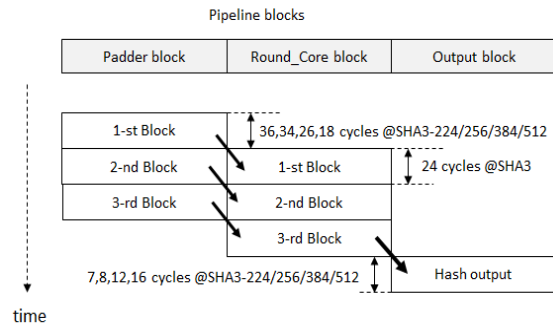 Pipeline blocks
Padder block Round_Core block Output block
1-st Block 36,34,26,18 cycles @SHA3-224/256/384/512
2-nd Block 1-st Block 24 cycles @SHA3
3-rd Block 2-nd Block
3-rd Block
7,8,12,16 cycles @SHA3-224/256/384/512 Hash output
time